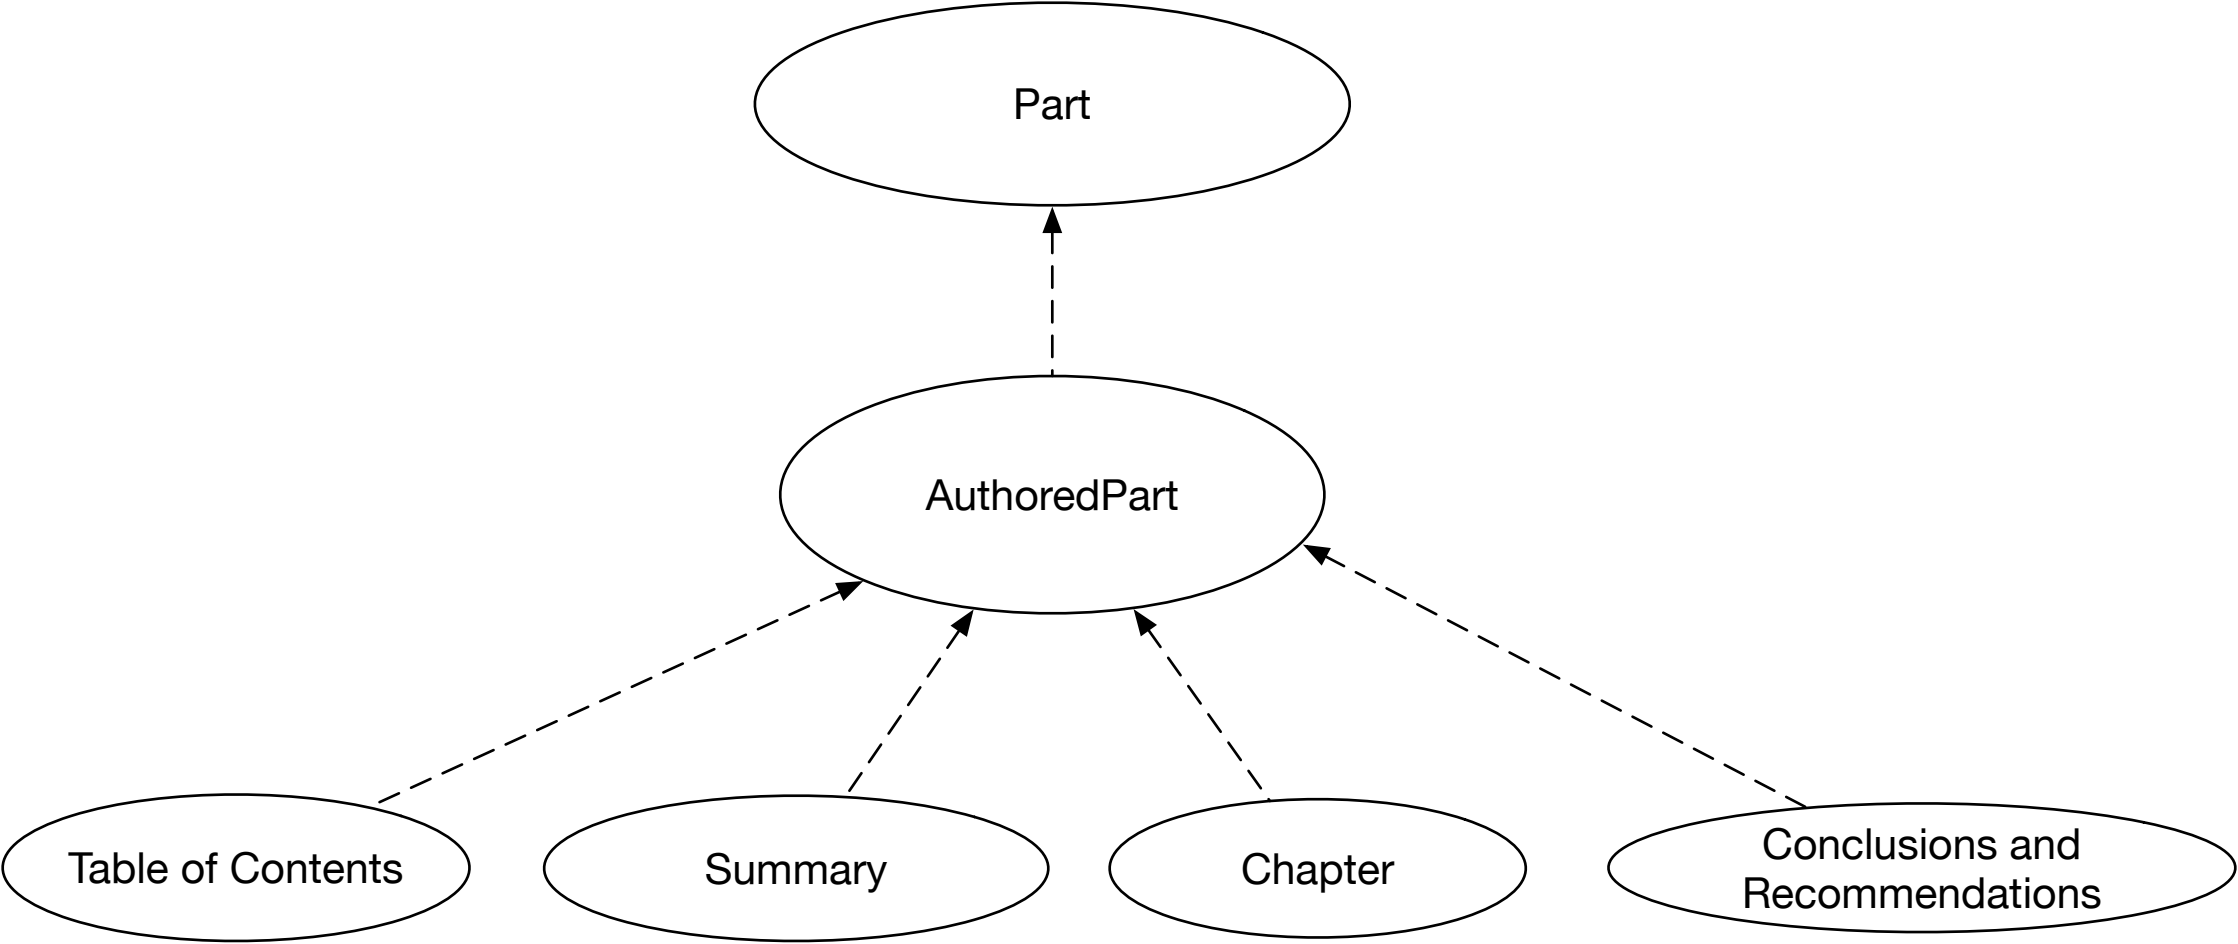 Part
AuthoredPart
Table of Contents
Summary
Chapter
Conclusions and
Recommendations